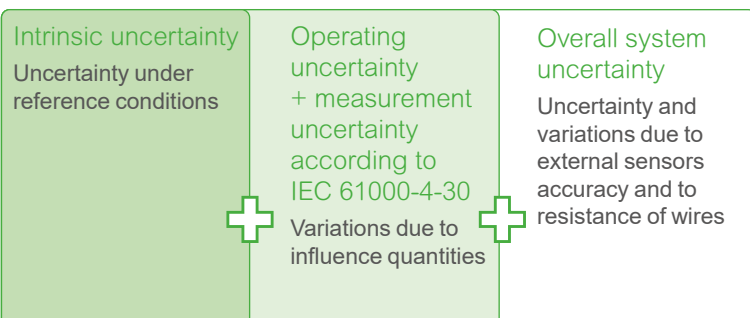 Intrinsic uncertainty
Uncertainty under
reference conditions
Operating
uncertainty
+ measurement
uncertainty
according to
IEC 61000-4-30
Variations due to
influence quantities
Overall system
uncertainty
Uncertainty and
variations due to
external sensors
accuracy and to
resistance of wires